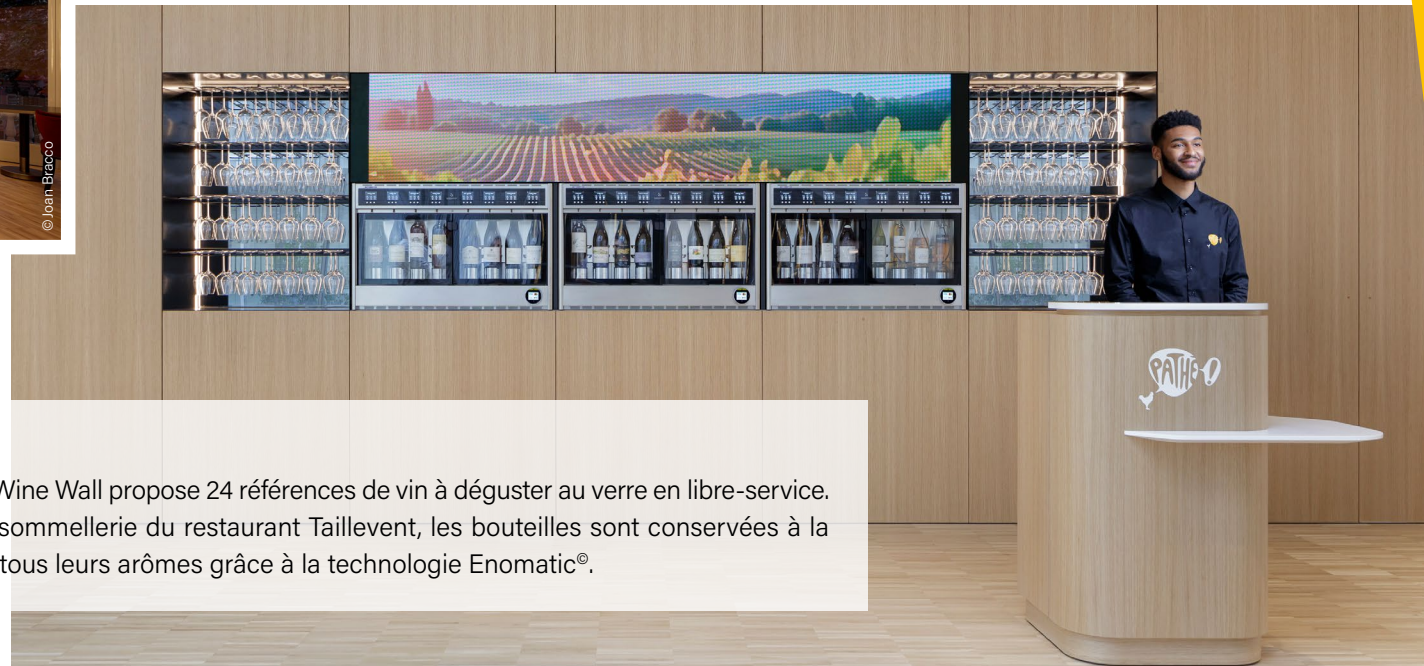 © Joan Bracco
PATHE
Wine Wall propose 24 références de vin à déguster au verre en libre-service.
sommellerie du restaurant Taillevent, les bouteilles sont conservées à la
tous leurs arômes grâce à la technologie Enomatic©.